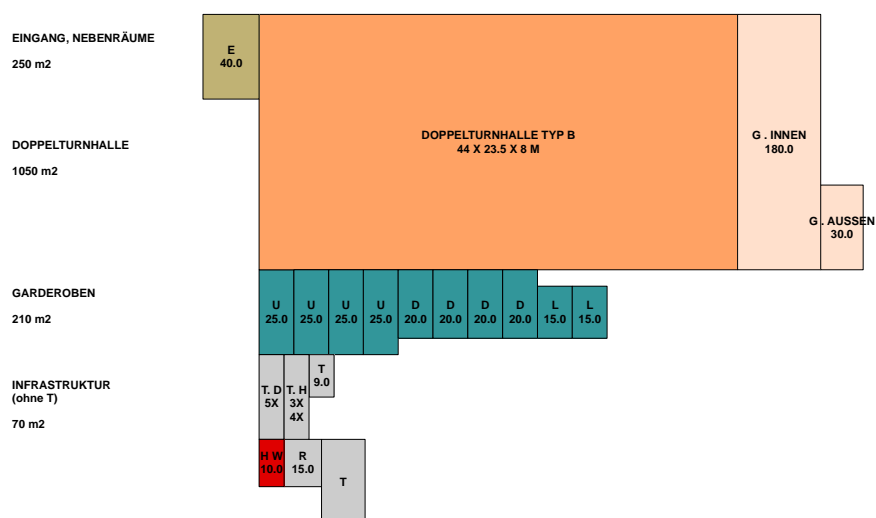 EINGANG, NEBENRÄUME
250 m2
E
40.0
DOPPELTURNHALLE
1050 m2
DOPPELTURNHALLE TYP B
44 X 23.5 X 8 M
G . INNEN
180.0
G . AUSSEN
30.0
GARDEROBEN
210 m2
U
25.0
U
25.0
U
25.0
U
25.0
D
20.0
D
20.0
D
20.0
D
20.0
L
15.0
L
15.0
INFRASTRUKTUR
(ohne T)
70 m2
T. D
5X
T. H
3X
4X
T
9.0
H W
10.0
R
15.0
T